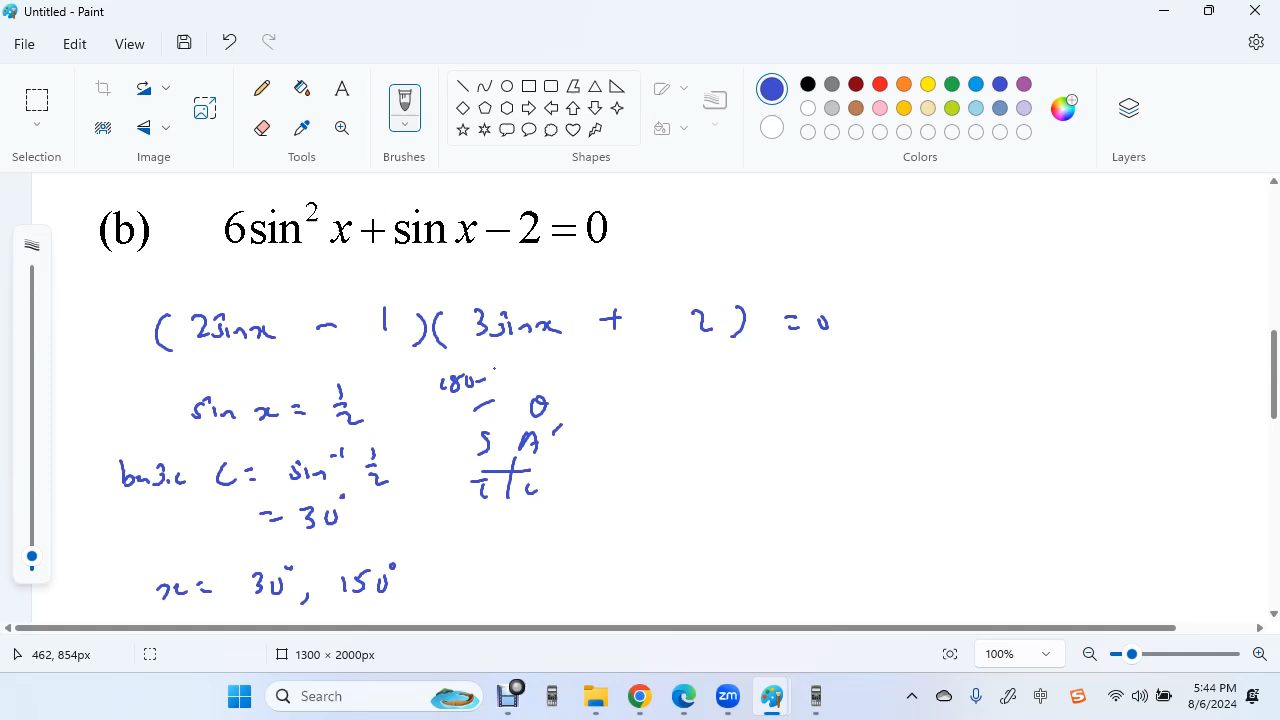 Untitled - Paint
File Edit View
Selection Image Tools Brushes Shapes Colors Layers
(b) 6sin² x + sin x − 2 = 0
(2sinx - 1)(3sinx + 2) = 0
sin x = 1/2
180-
θ
S A
T C
basic ∠ = sin⁻¹ 1/2
= 30°
x = 30°, 150°
462, 854px 1300 × 2000px 100%
Search 中 5:44 PM
8/6/2024